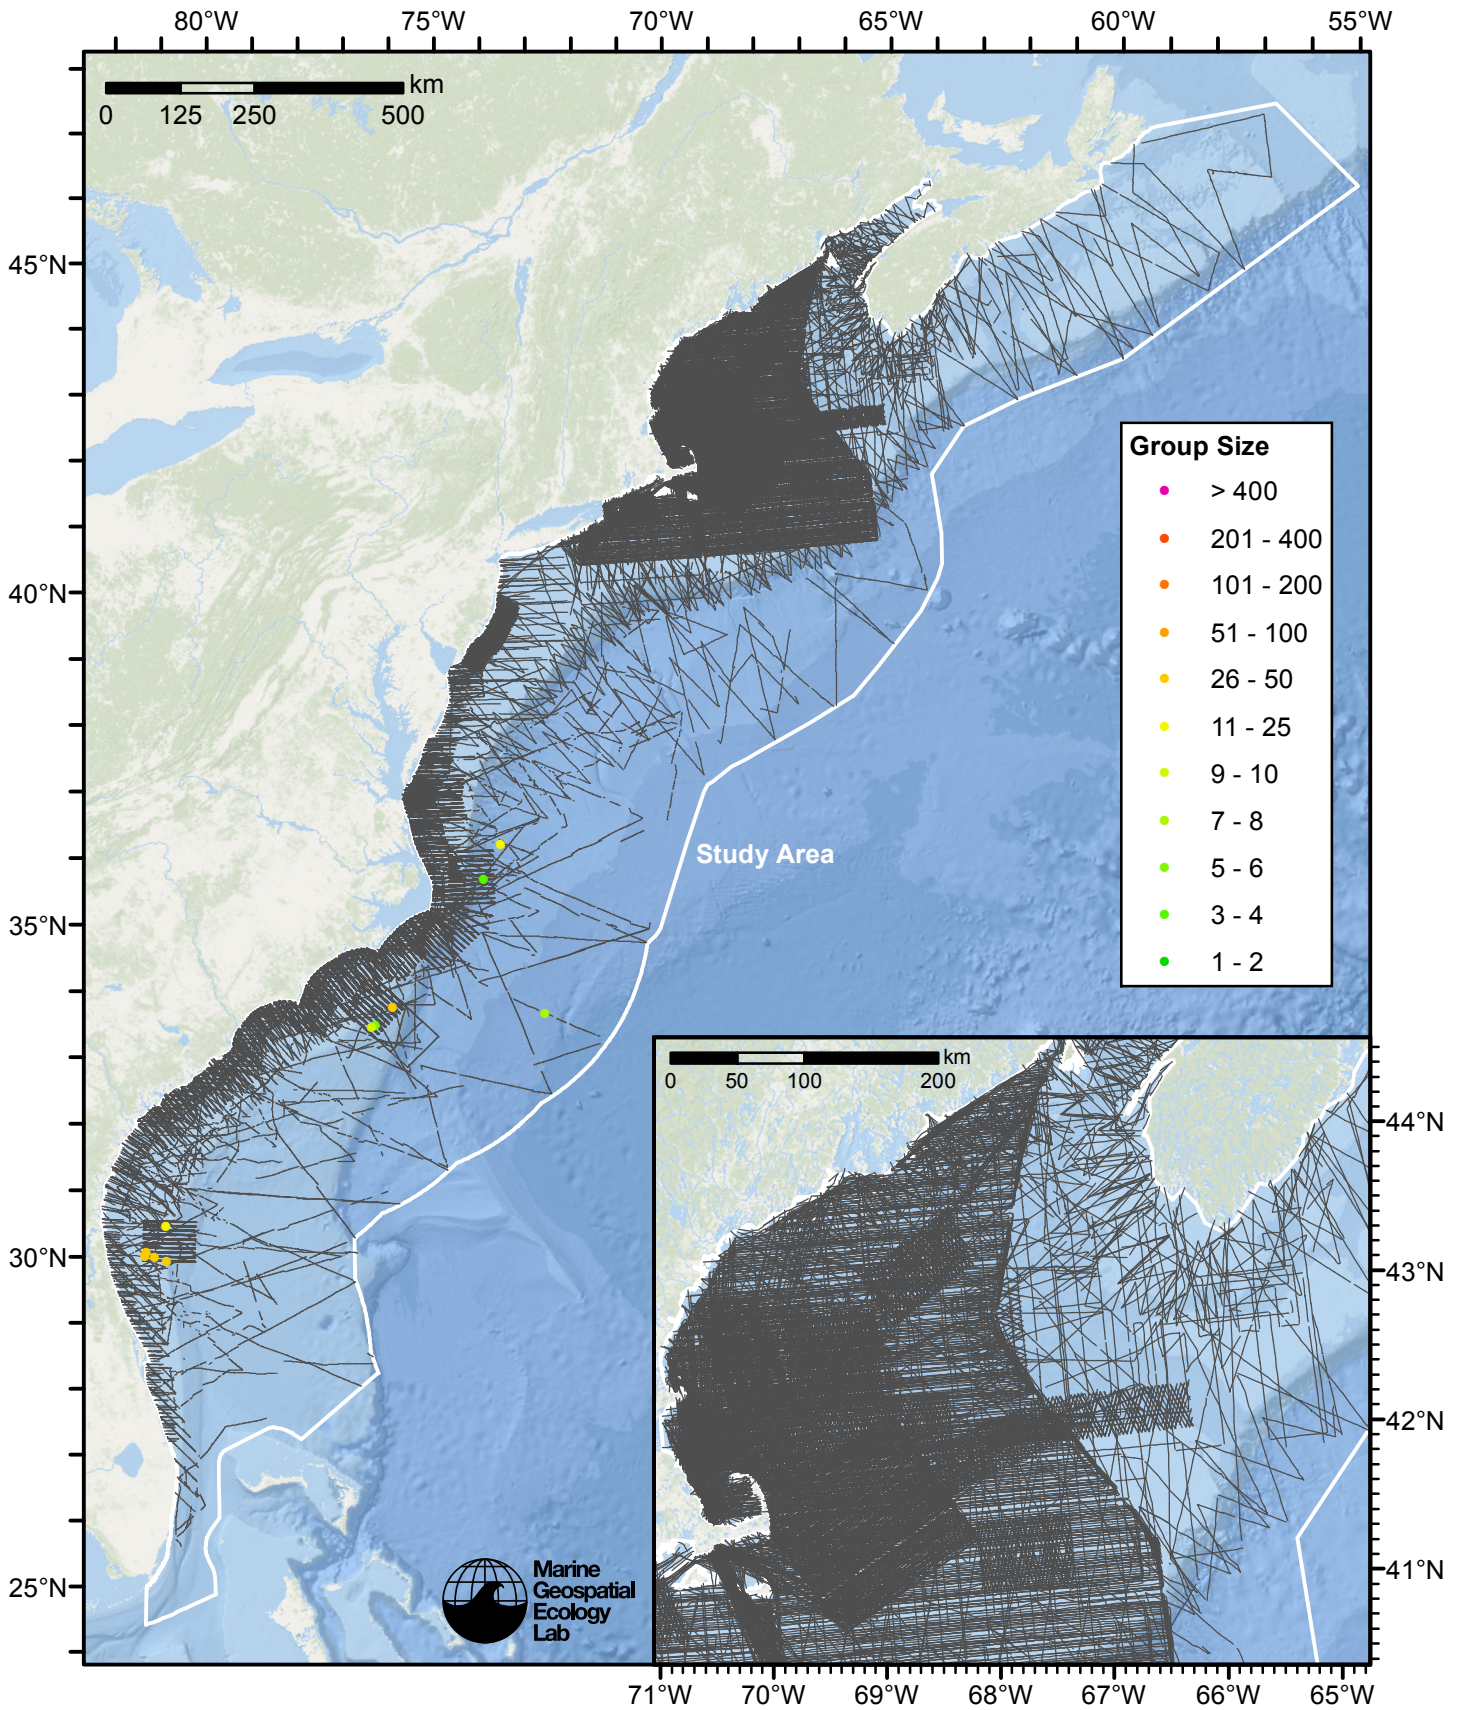 80°W 75°W 70°W 65°W 60°W 55°W
km
0 125 250 500
45°N
40°N
35°N
30°N
25°N
Group Size
> 400
201 - 400
101 - 200
51 - 100
26 - 50
11 - 25
9 - 10
7 - 8
5 - 6
3 - 4
1 - 2
Study Area
km
0 50 100 200
44°N
43°N
42°N
41°N
Marine
Geospatial
Ecology
Lab
71°W 70°W 69°W 68°W 67°W 66°W 65°W